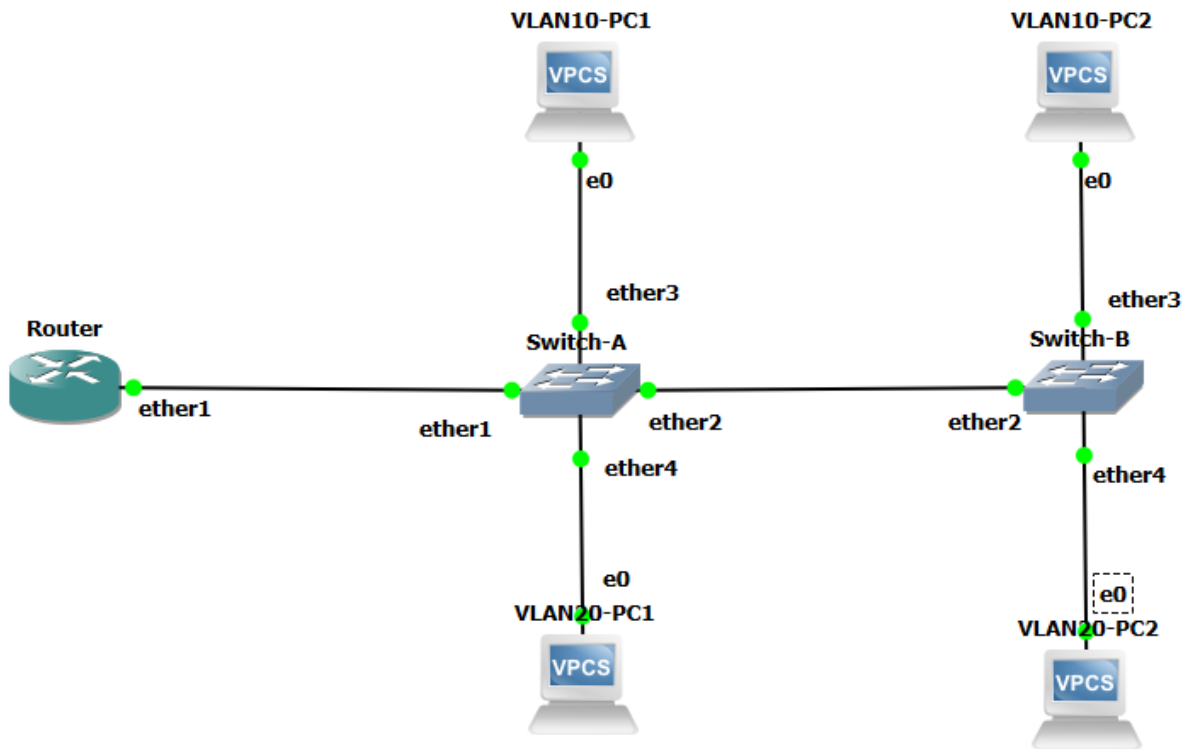 VLAN10-PC1
VLAN10-PC2
VPCS
VPCS
e0
e0
ether3
ether3
Router
Switch-A
Switch-B
ether1
ether1
ether2
ether2
ether4
ether4
e0
e0
VLAN20-PC1
VLAN20-PC2
VPCS
VPCS